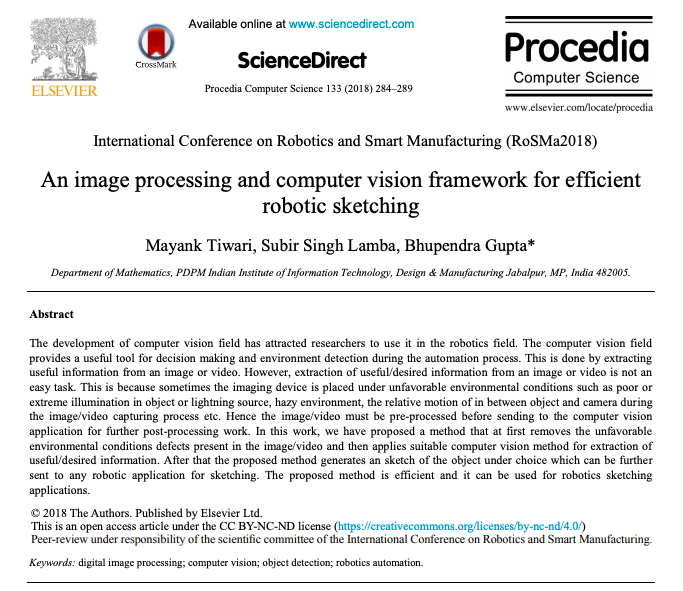 Available online at www.sciencedirect.com
ScienceDirect
Procedia Computer Science 133 (2018) 284–289
ELSEVIER
CrossMark
Procedia
Computer Science
www.elsevier.com/locate/procedia
International Conference on Robotics and Smart Manufacturing (RoSMa2018)
An image processing and computer vision framework for efficient
robotic sketching
Mayank Tiwari, Subir Singh Lamba, Bhupendra Gupta*
Department of Mathematics, PDPM Indian Institute of Information Technology, Design & Manufacturing Jabalpur, MP, India 482005.
Abstract
The development of computer vision field has attracted researchers to use it in the robotics field. The computer vision field
provides a useful tool for decision making and environment detection during the automation process. This is done by extracting
useful information from an image or video. However, extraction of useful/desired information from an image or video is not an
easy task. This is because sometimes the imaging device is placed under unfavorable environmental conditions such as poor or
extreme illumination in object or lightning source, hazy environment, the relative motion of in between object and camera during
the image/video capturing process etc. Hence the image/video must be pre-processed before sending to the computer vision
application for further post-processing work. In this work, we have proposed a method that at first removes the unfavorable
environmental conditions defects present in the image/video and then applies suitable computer vision method for extraction of
useful/desired information. After that the proposed method generates an sketch of the object under choice which can be further
sent to any robotic application for sketching. The proposed method is efficient and it can be used for robotics sketching
applications.
© 2018 The Authors. Published by Elsevier Ltd.
This is an open access article under the CC BY-NC-ND license (https://creativecommons.org/licenses/by-nc-nd/4.0/)
Peer-review under responsibility of the scientific committee of the International Conference on Robotics and Smart Manufacturing.
Keywords: digital image processing; computer vision; object detection; robotics automation.